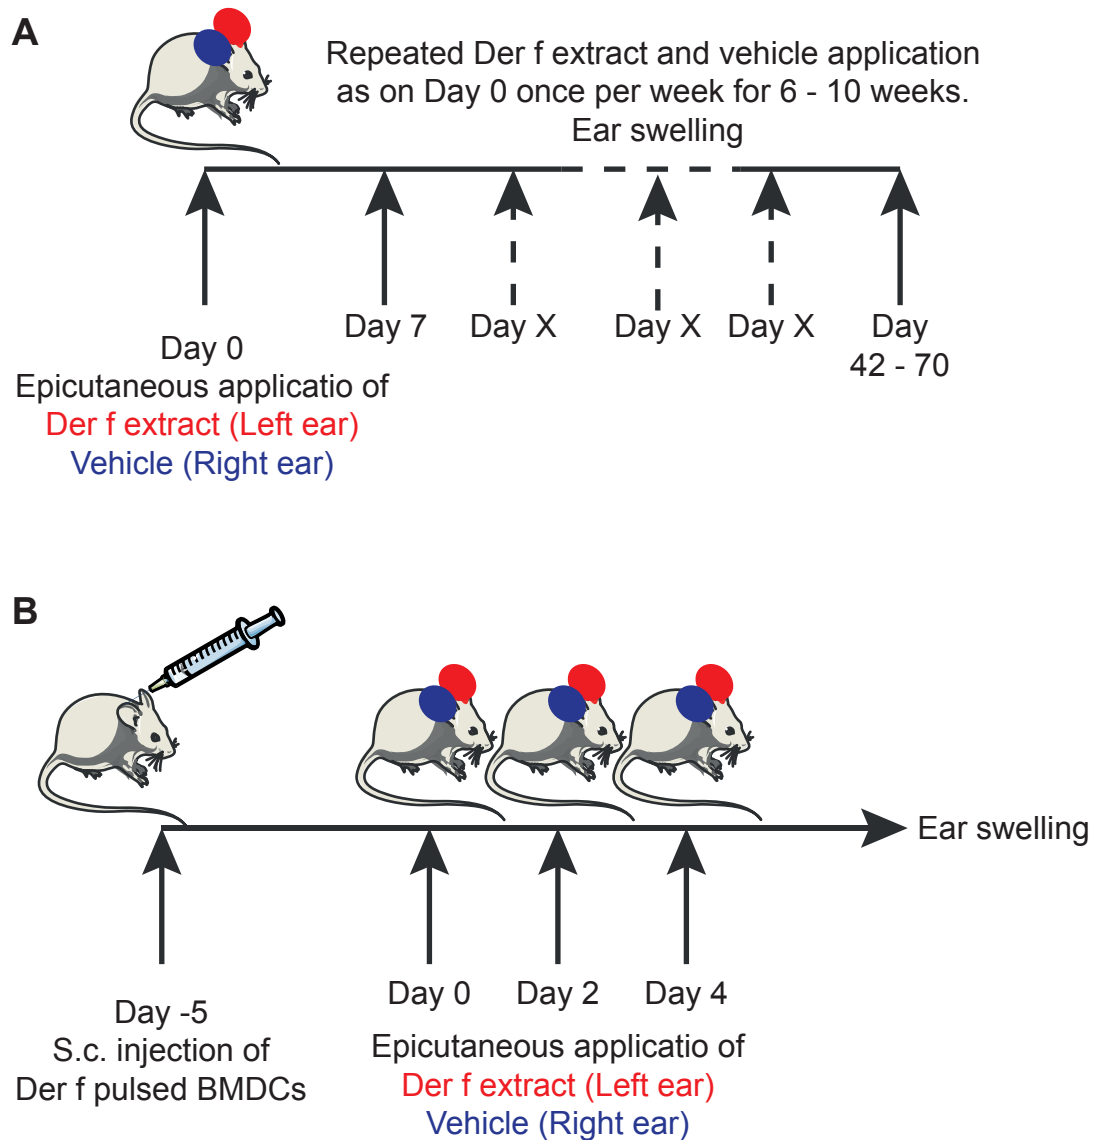 A
Repeated Der f extract and vehicle application
as on Day 0 once per week for 6 - 10 weeks.
Ear swelling
Day 0
Epicutaneous applicatio of
Der f extract (Left ear)
Vehicle (Right ear)
Day 7
Day X
Day X
Day X
Day
42 - 70
B
Ear swelling
Day -5
S.c. injection of
Der f pulsed BMDCs
Day 0
Day 2
Day 4
Epicutaneous applicatio of
Der f extract (Left ear)
Vehicle (Right ear)